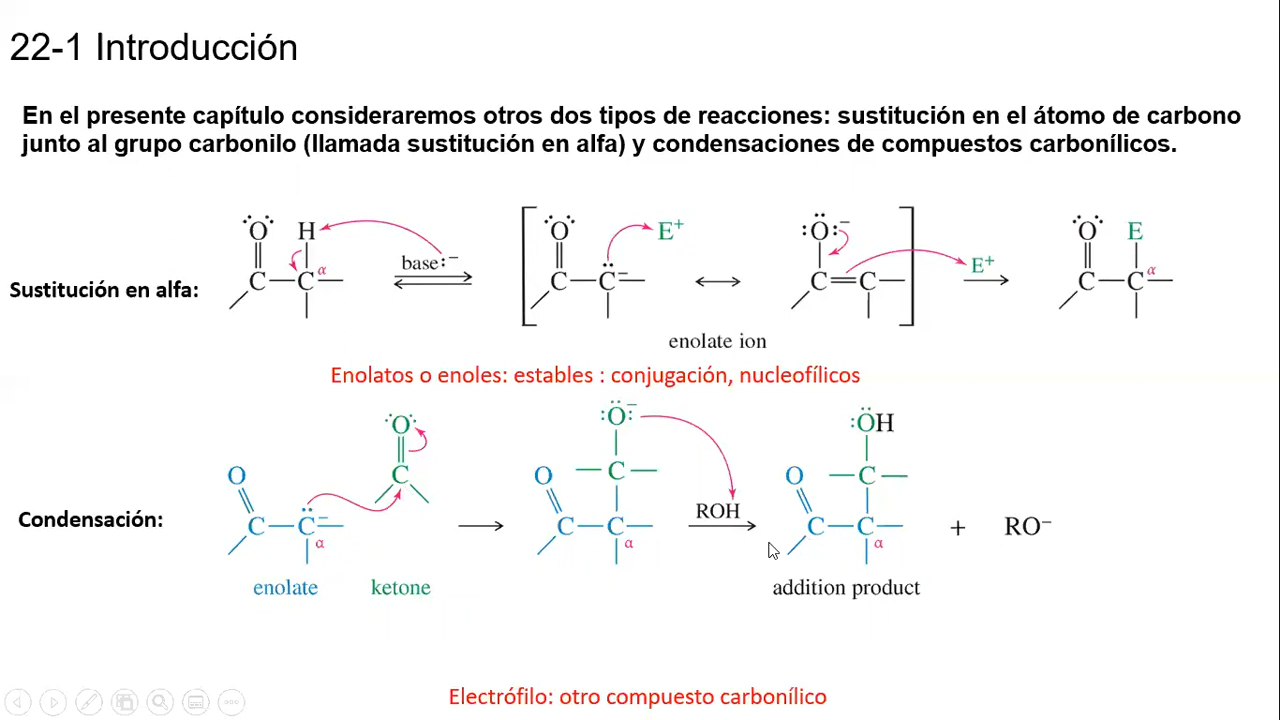 22-1 Introducción
En el presente capítulo consideraremos otros dos tipos de reacciones: sustitución en el átomo de carbono
junto al grupo carbonilo (llamada sustitución en alfa) y condensaciones de compuestos carbonílicos.
Sustitución en alfa:
O H C C α
base:⁻
O C C⁻ E⁺
:O:⁻ C=C E⁺
O E C C α
enolate ion
Enolatos o enoles: estables : conjugación, nucleofílicos
Condensación:
O C C⁻ α
O C
O :O:⁻ C C C α
ROH
O :OH C C C α
+ RO⁻
enolate ketone addition product
Electrófilo: otro compuesto carbonílico